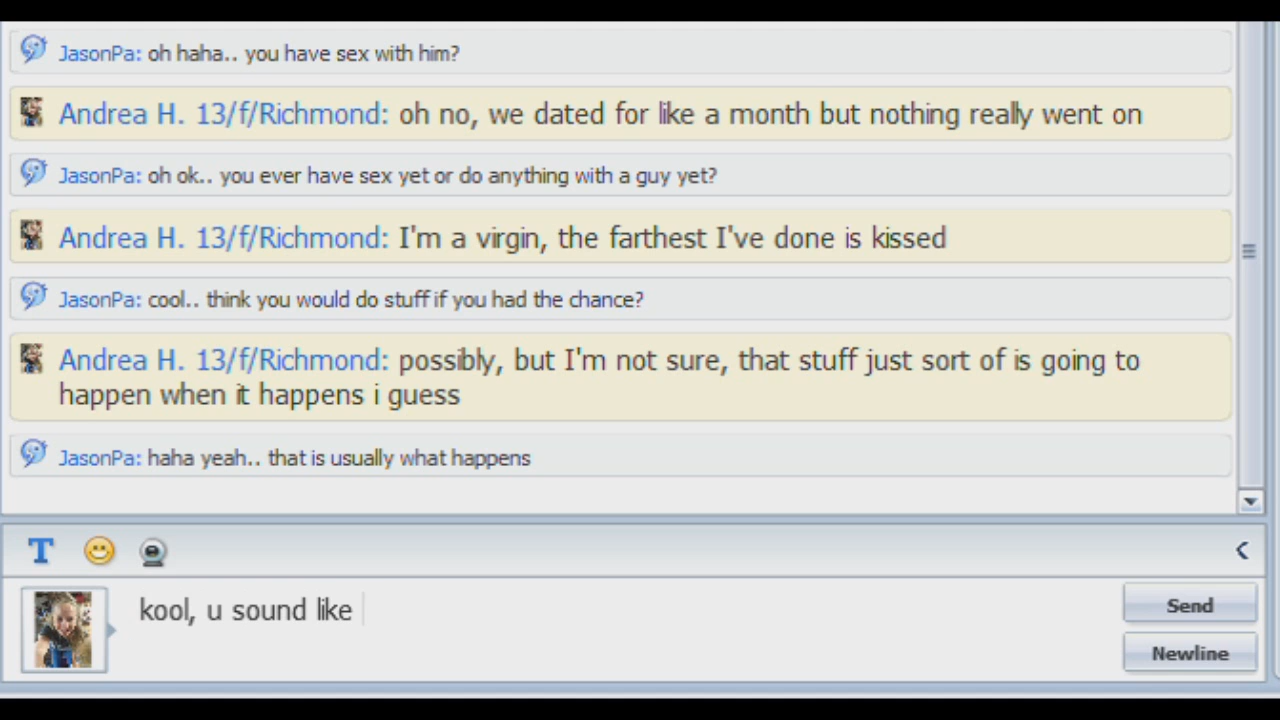 JasonPa: oh haha.. you have sex with him?
Andrea H. 13/f/Richmond: oh no, we dated for like a month but nothing really went on
JasonPa: oh ok.. you ever have sex yet or do anything with a guy yet?
Andrea H. 13/f/Richmond: I'm a virgin, the farthest I've done is kissed
JasonPa: cool.. think you would do stuff if you had the chance?
Andrea H. 13/f/Richmond: possibly, but I'm not sure, that stuff just sort of is going to
happen when it happens i guess
JasonPa: haha yeah.. that is usually what happens
T
kool, u sound like
Send
Newline